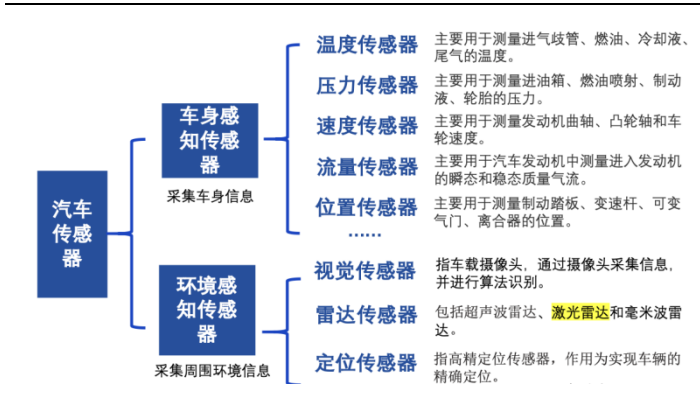 温度传感器
主要用于测量进气歧管、燃油、冷却液、
尾气的温度。
压力传感器
主要用于测量进油箱、燃油喷射、制动
液、轮胎的压力。
车身感
知传感
器
采集车身信息
速度传感器
主要用于测量发动机曲轴、凸轮轴和车
轮速度。
流量传感器
主要用于汽车发动机中测量进入发动机
的瞬态和稳态质量气流。
位置传感器
主要用于测量制动踏板、变速杆、可变
气门、离合器的位置。
……
汽车
传感
器
环境感
知传感
器
采集周围环境信息
视觉传感器
指车载摄像头，通过摄像头采集信息，
并进行算法识别。
雷达传感器
包括超声波雷达、激光雷达和毫米波雷
达。
定位传感器
指高精定位传感器，作用为实现车辆的
精确定位。